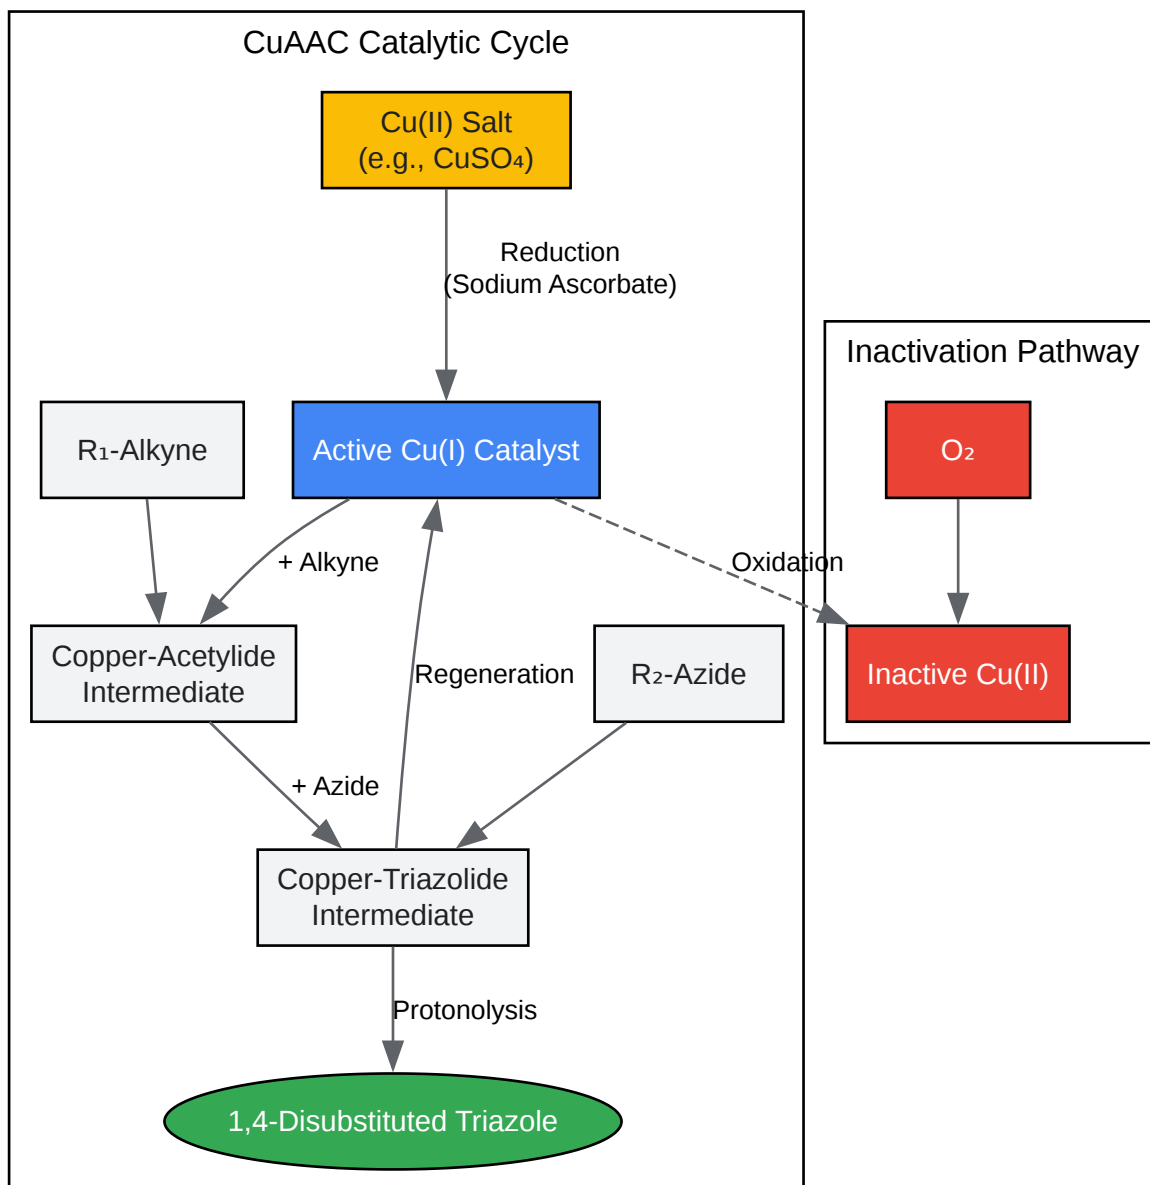 CuAAC Catalytic Cycle
Cu(II) Salt
(e.g., CuSO₄)
Reduction
(Sodium Ascorbate)
Inactivation Pathway
R₁-Alkyne
Active Cu(I) Catalyst
O₂
+ Alkyne
Oxidation
Copper-Acetylide
Intermediate
Regeneration
R₂-Azide
Inactive Cu(II)
+ Azide
Copper-Triazolide
Intermediate
Protonolysis
1,4-Disubstituted Triazole